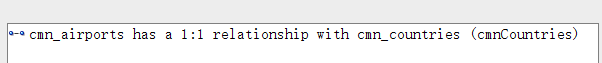 cmn_airports has a 1:1 relationship with cmn_countries (cmnCountries)